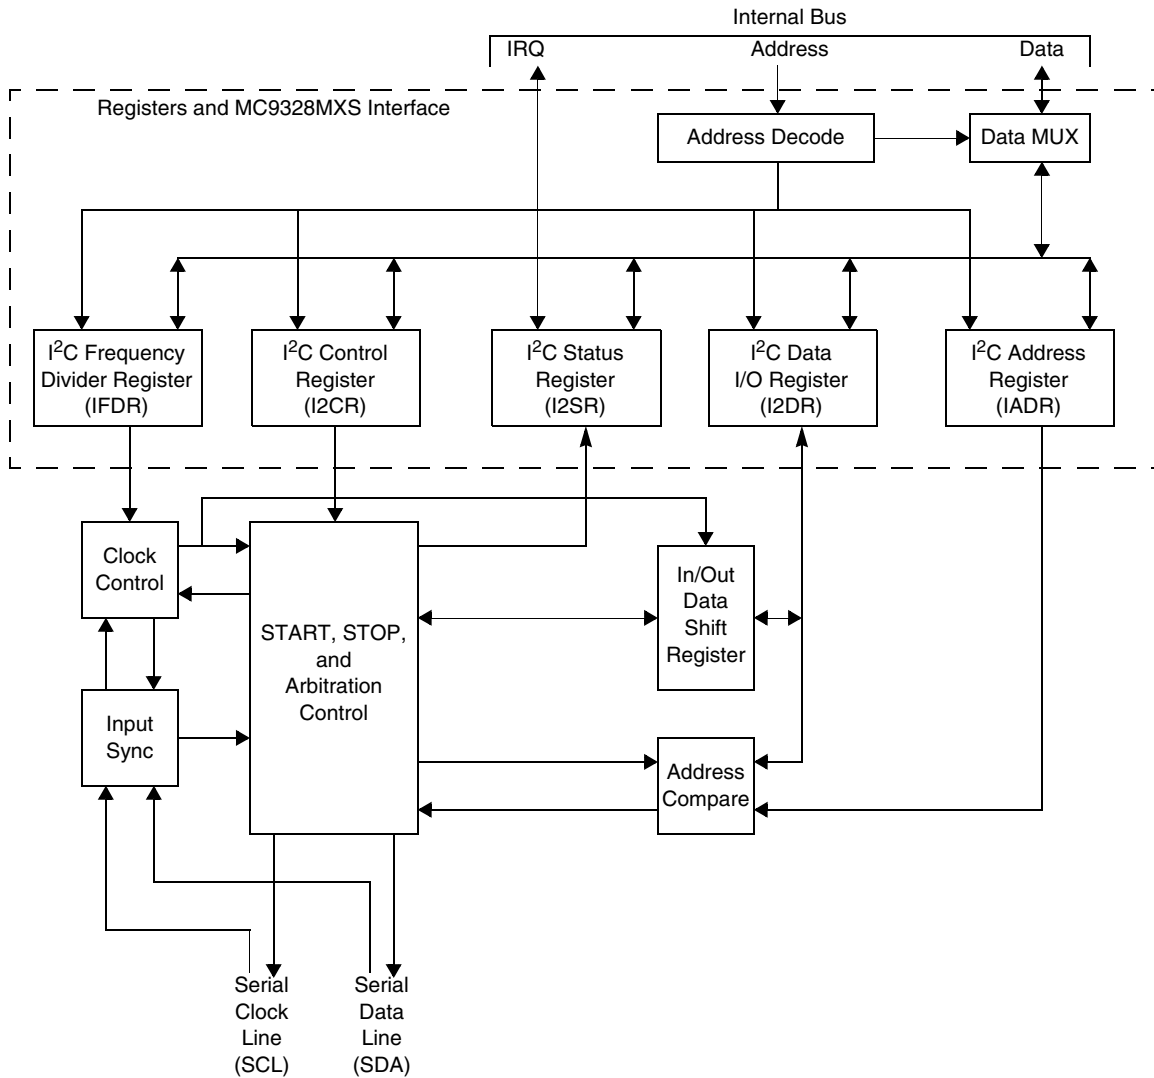 Internal Bus
IRQ
Address
Data
Registers and MC9328MXS Interface
Address Decode
Data MUX
I²C Frequency
Divider Register
(IFDR)
I²C Control
Register
(I2CR)
I²C Status
Register
(I2SR)
I²C Data
I/O Register
(I2DR)
I²C Address
Register
(IADR)
Clock
Control
START, STOP,
and
Arbitration
Control
In/Out
Data
Shift
Register
Input
Sync
Address
Compare
Serial
Clock
Line
(SCL)
Serial
Data
Line
(SDA)